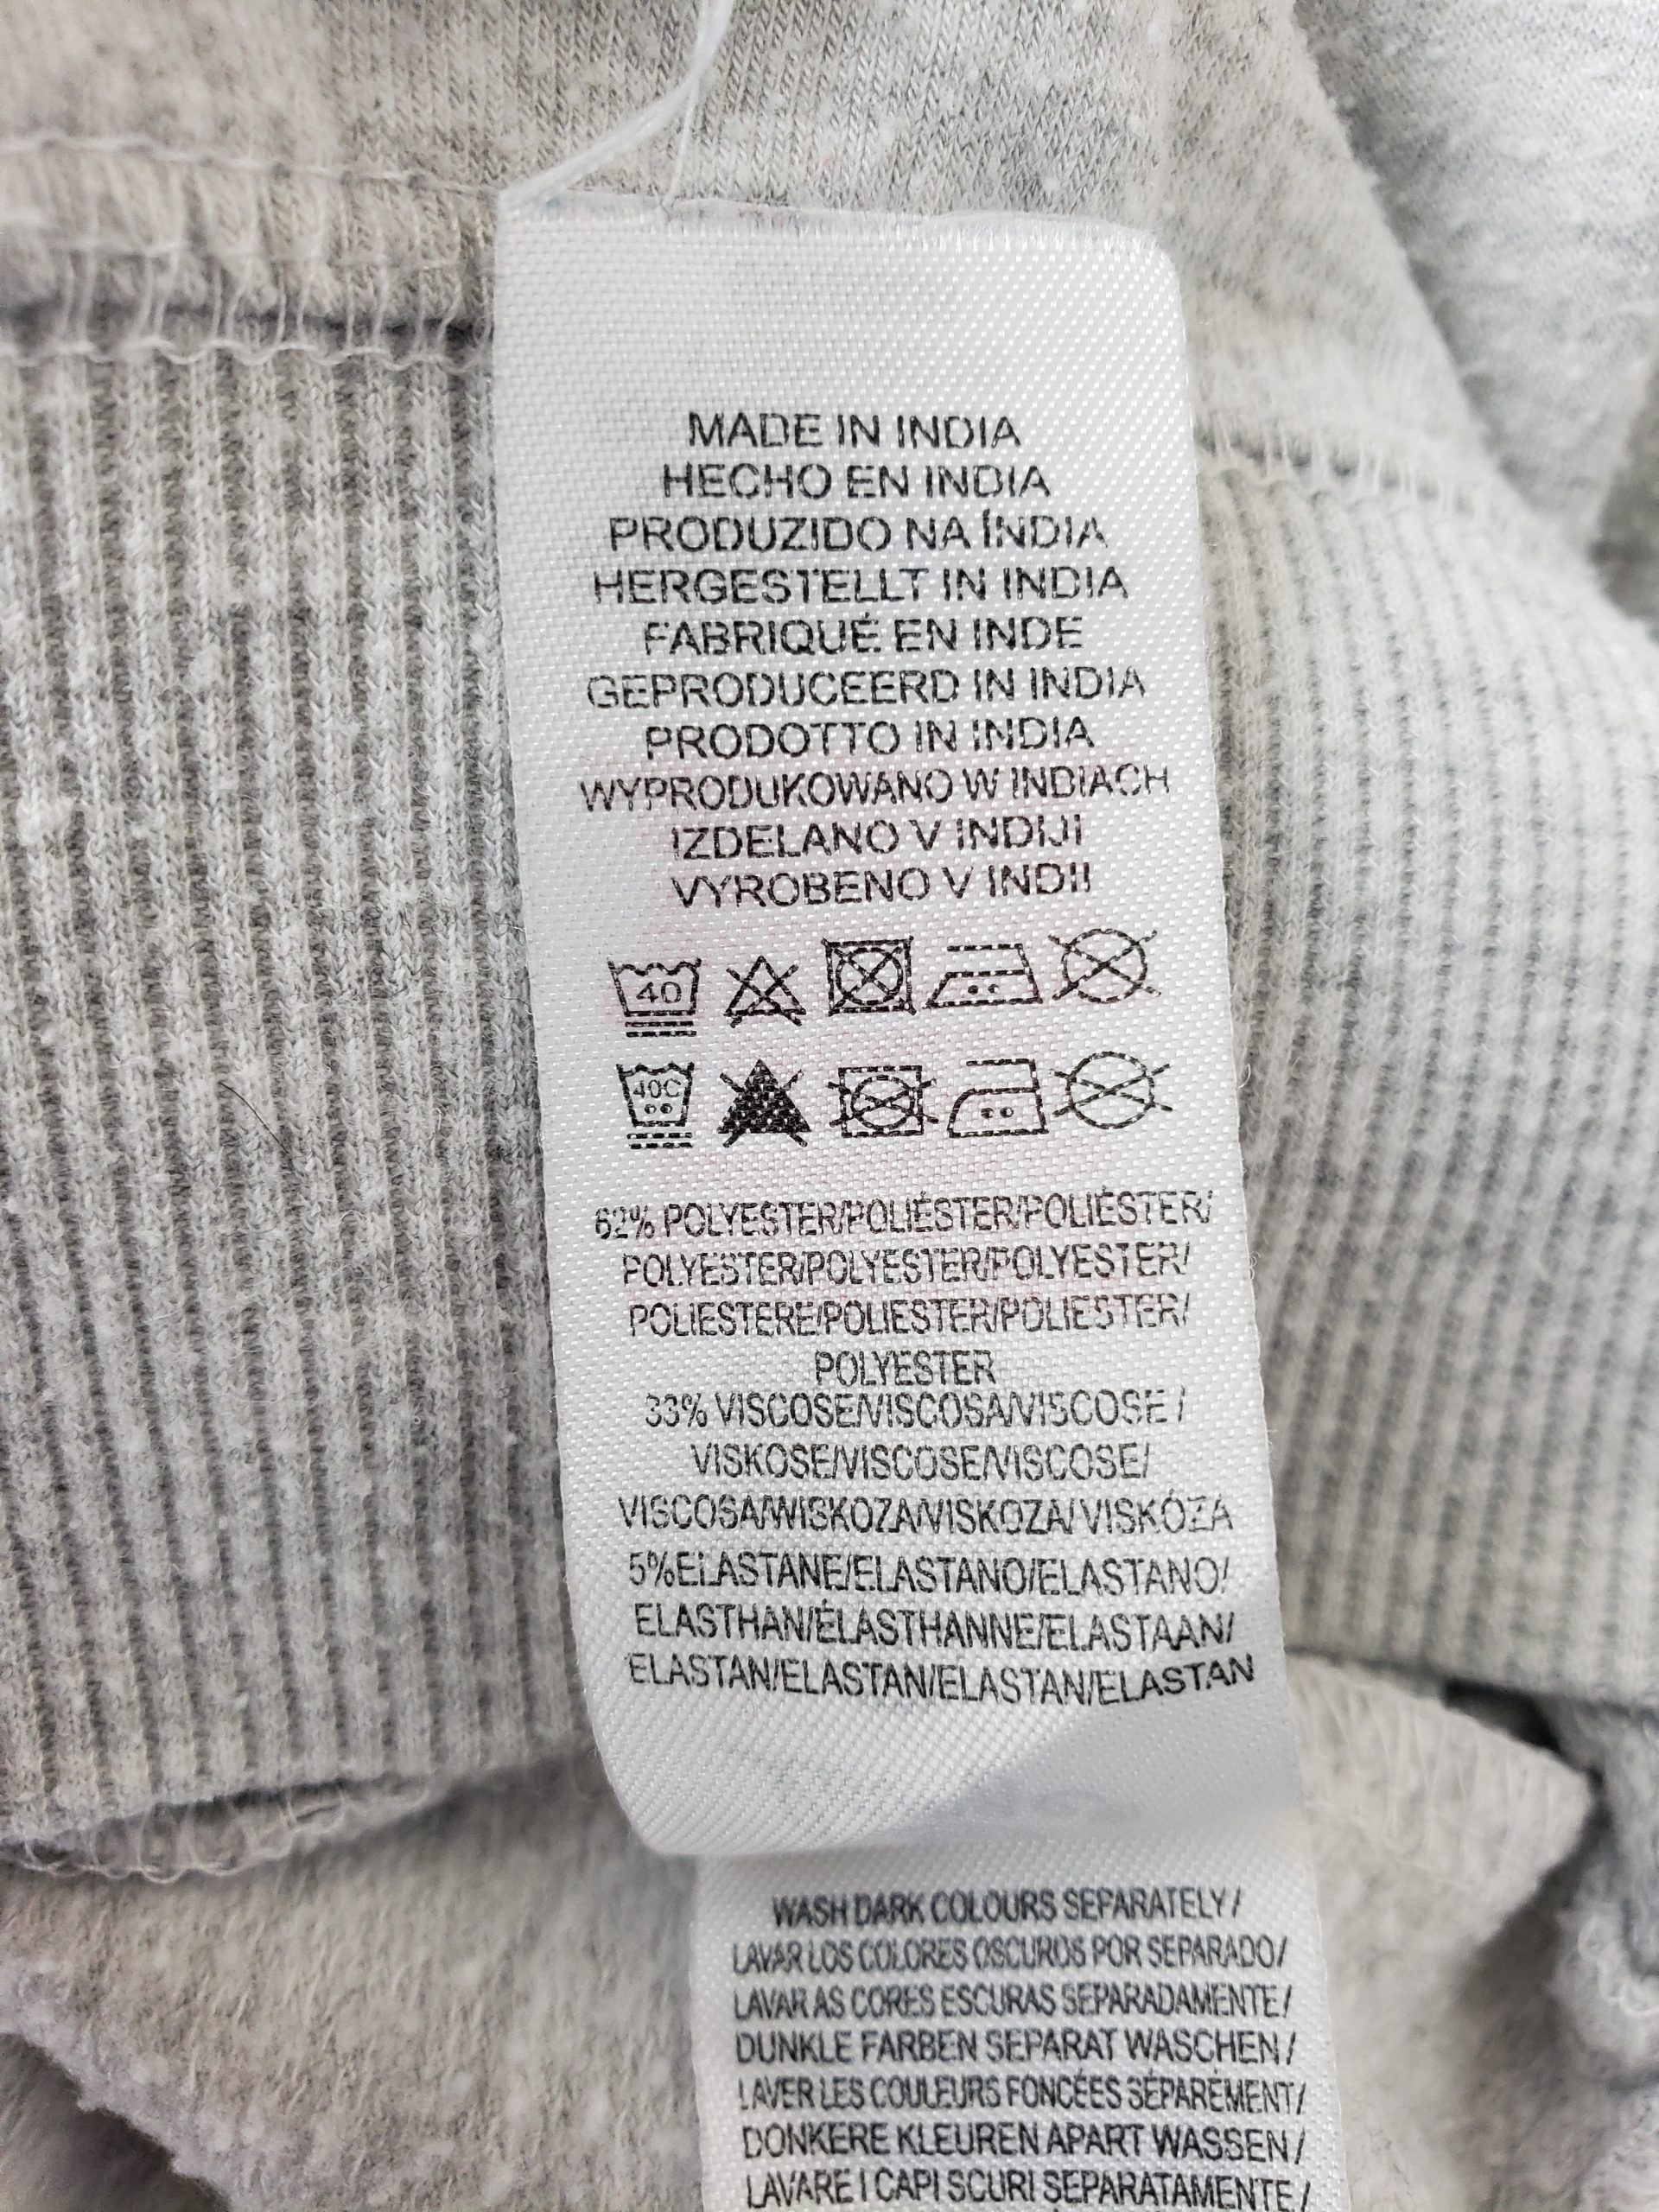 MADE IN INDIA
HECHO EN INDIA
PRODUZIDO NA ÍNDIA
HERGESTELLT IN INDIA
FABRIQUÉ EN INDE
GEPRODUCEERD IN INDIA
PRODOTTO IN INDIA
WYPRODUKOWANO W INDIACH
IZDELANO V INDIJI
VYROBENO V INDII
40
40C
62% POLYESTER/POLIÉSTER/POLIÉSTER/
POLYESTER/POLYESTER/POLYESTER/
POLIESTERE/POLIESTER/POLIESTER/
POLYESTER
33% VISCOSE/VISCOSA/VISCOSE /
VISKOSE/VISCOSE/VISCOSE/
VISCOSA/WISKOZA/VISKOZA/ VISKÓZA
5%ELASTANE/ELASTANO/ELASTANO/
ELASTHAN/ÉLASTHANNE/ELASTAAN/
ELASTAN/ELASTAN/ELASTAN/ELASTAN
WASH DARK COLOURS SEPARATELY /
LAVAR LOS COLORES OSCUROS POR SEPARADO/
LAVAR AS CORES ESCURAS SEPARADAMENTE /
DUNKLE FARBEN SEPARAT WASCHEN /
LAVER LES COULEURS FONCÉES SÉPARÉMENT/
DONKERE KLEUREN APART WASSEN /
LAVARE I CAPI SCURI SEPARATAMENTE /